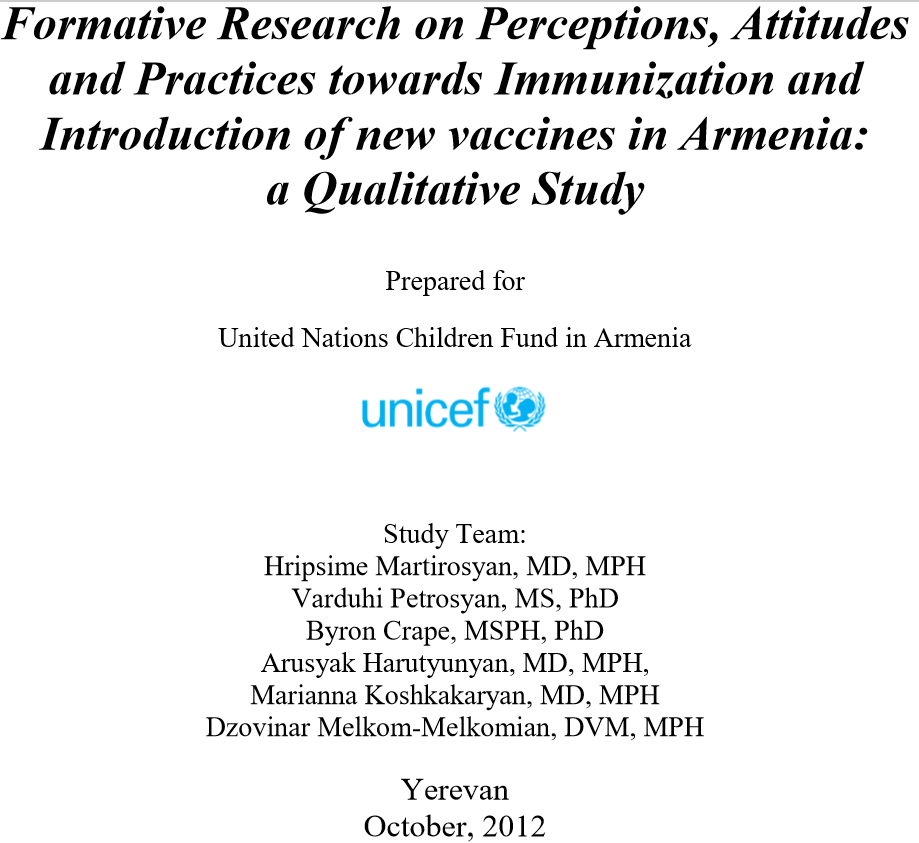 Formative Research on Perceptions, Attitudes
and Practices towards Immunization and
Introduction of new vaccines in Armenia:
a Qualitative Study
Prepared for
United Nations Children Fund in Armenia
unicef
Study Team:
Hripsime Martirosyan, MD, MPH
Varduhi Petrosyan, MS, PhD
Byron Crape, MSPH, PhD
Arusyak Harutyunyan, MD, MPH,
Marianna Koshkakaryan, MD, MPH
Dzovinar Melkom-Melkomian, DVM, MPH
Yerevan
October, 2012